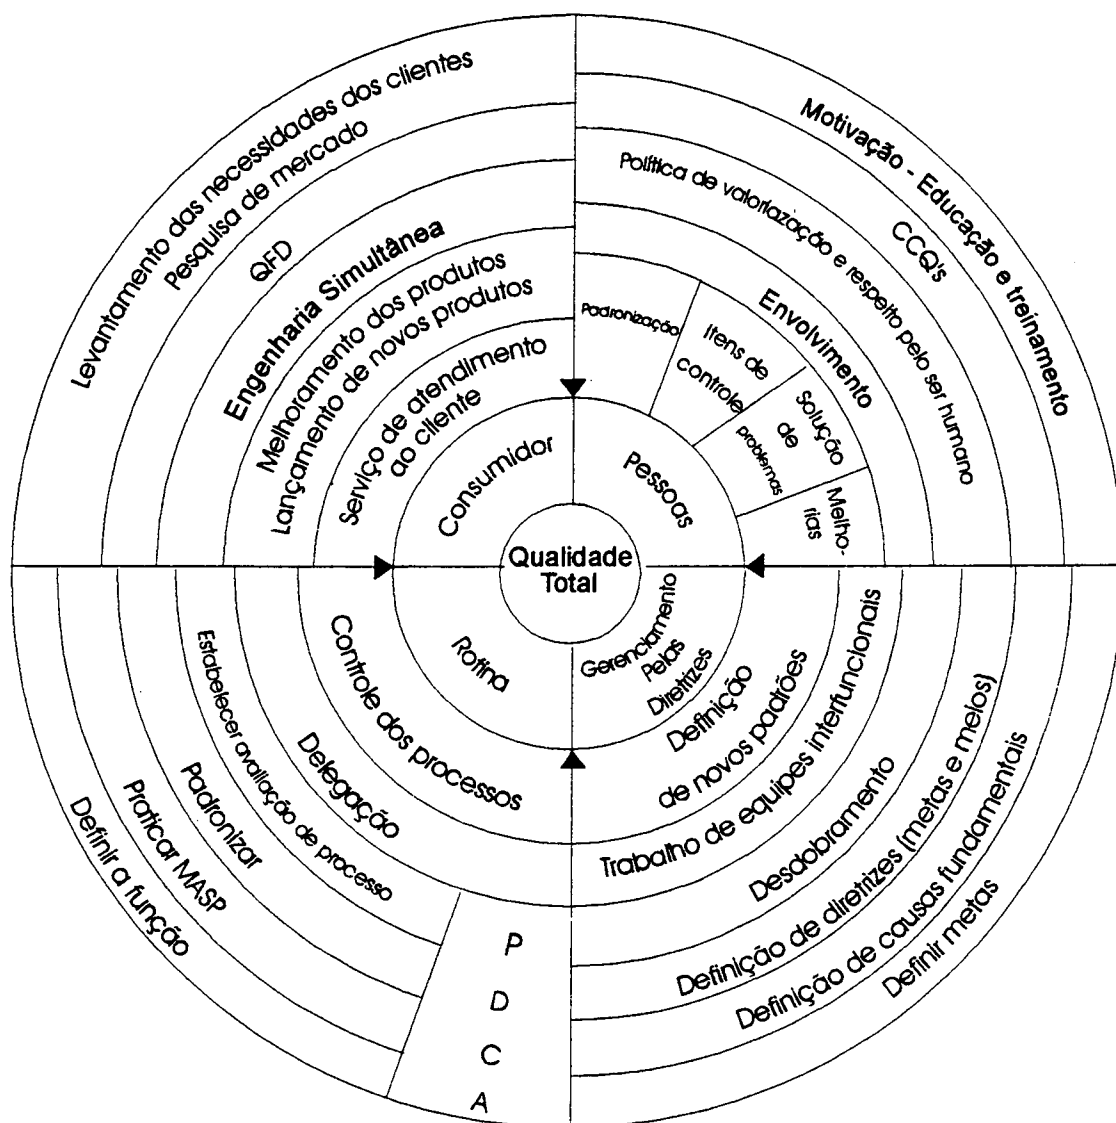 Levantamento das necessidades dos clientes
Pesquisa de mercado
QFD
Engenharia Simultânea
Melhoramento dos produtos
Lançamento de novos produtos
Serviço de atendimento
ao cliente
Consumidor
Motivação - Educação e treinamento
CCQ's
Política de valoriazação e respeito pelo ser humano
Envolvimento
Padronização
Itens de
controle
Solução
de
problemas
Melho-
rias
Pessoas
Qualidade
Total
Rotina
Controle dos processos
Delegação
Estabelecer avaliação de processo
Padronizar
Praticar MASP
Definir a função
P
D
C
A
Gerenciamento
Pelas
Diretrizes
Definição
de novos padrões
Trabalho de equipes interfuncionais
Desdobramento
Definição de diretrizes (metas e meios)
Definição de causas fundamentais
Definir metas